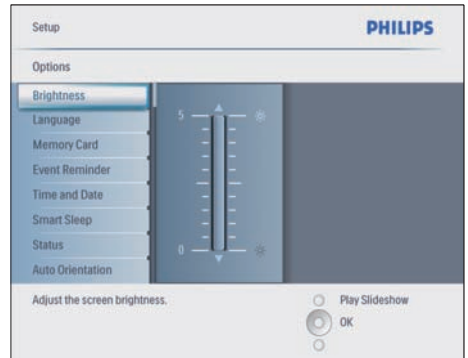 Setup
PHILIPS
Options
Brightness
Language
Memory Card
Event Reminder
Time and Date
Smart Sleep
Status
Auto Orientation
5
0
Adjust the screen brightness.
Play Slideshow
OK